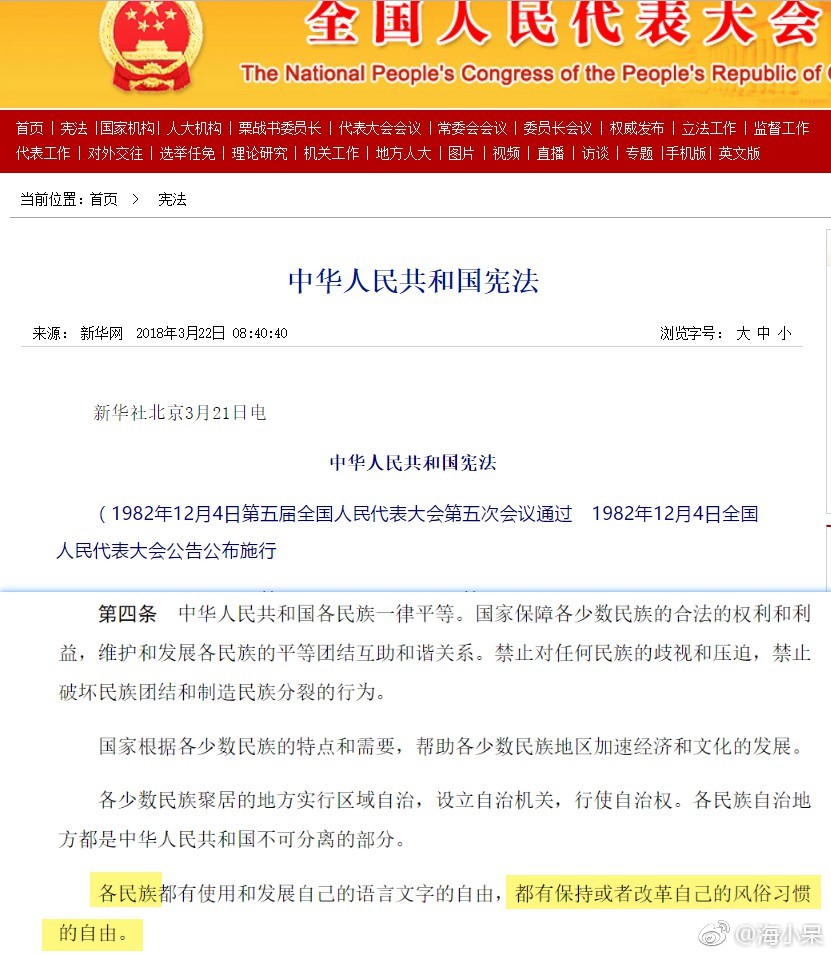 全国人民代表大会
The National People's Congress of the People's Republic of
首页 | 宪法 |国家机构| 人大机构 | 栗战书委员长 | 代表大会会议 | 常委会会议 | 委员长会议 | 权威发布 | 立法工作 | 监督工作
代表工作 | 对外交往 | 选举任免 | 理论研究 | 机关工作 | 地方人大 | 图片 | 视频 | 直播 | 访谈 | 专题 |手机版| 英文版
当前位置：首页 > 宪法
中华人民共和国宪法
来源： 新华网 2018年3月22日 08:40:40 浏览字号： 大 中 小
新华社北京3月21日电
中华人民共和国宪法
（1982年12月4日第五届全国人民代表大会第五次会议通过 1982年12月4日全国
人民代表大会公告公布施行
第四条 中华人民共和国各民族一律平等。国家保障各少数民族的合法的权利和利
益，维护和发展各民族的平等团结互助和谐关系。禁止对任何民族的歧视和压迫，禁止
破坏民族团结和制造民族分裂的行为。
国家根据各少数民族的特点和需要，帮助各少数民族地区加速经济和文化的发展。
各少数民族聚居的地方实行区域自治，设立自治机关，行使自治权。各民族自治地
方都是中华人民共和国不可分离的部分。
各民族都有使用和发展自己的语言文字的自由，都有保持或者改革自己的风俗习惯
的自由。
@海小呆